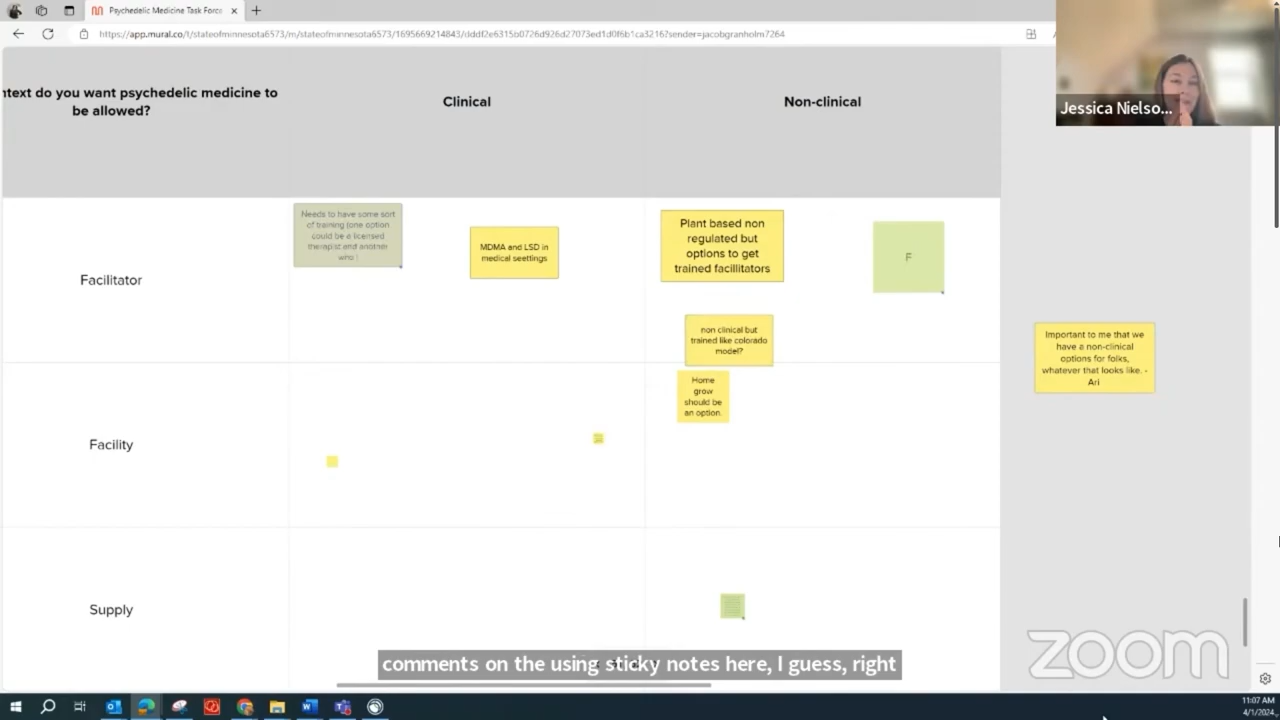 Psychedelic Medicine Task Force
https://app.mural.co/t/stateofminnesota6573/m/stateofminnesota6573/1695669214843/dddf2e6315b0726d926d27073ed1d0f6b1ca3216?sender=jacobgranholm7264
Jessica Nielso...
ntext do you want psychedelic medicine to
be allowed?
Clinical
Non-clinical
Facilitator
Needs to have some sort
of training (one option
could be a licensed
therapist and another
who
MDMA and LSD in
medical seettings
Plant based non
regulated but
options to get
trained facillitators
F
non clinical but
trained like colorado
model?
Important to me that we
have a non-clinical
options for folks,
whatever that looks like. -
Ari
Home
grow
should be
an option.
Facility
Supply
comments on the using sticky notes here, I guess, right
zoom
11:07 AM
4/1/2024